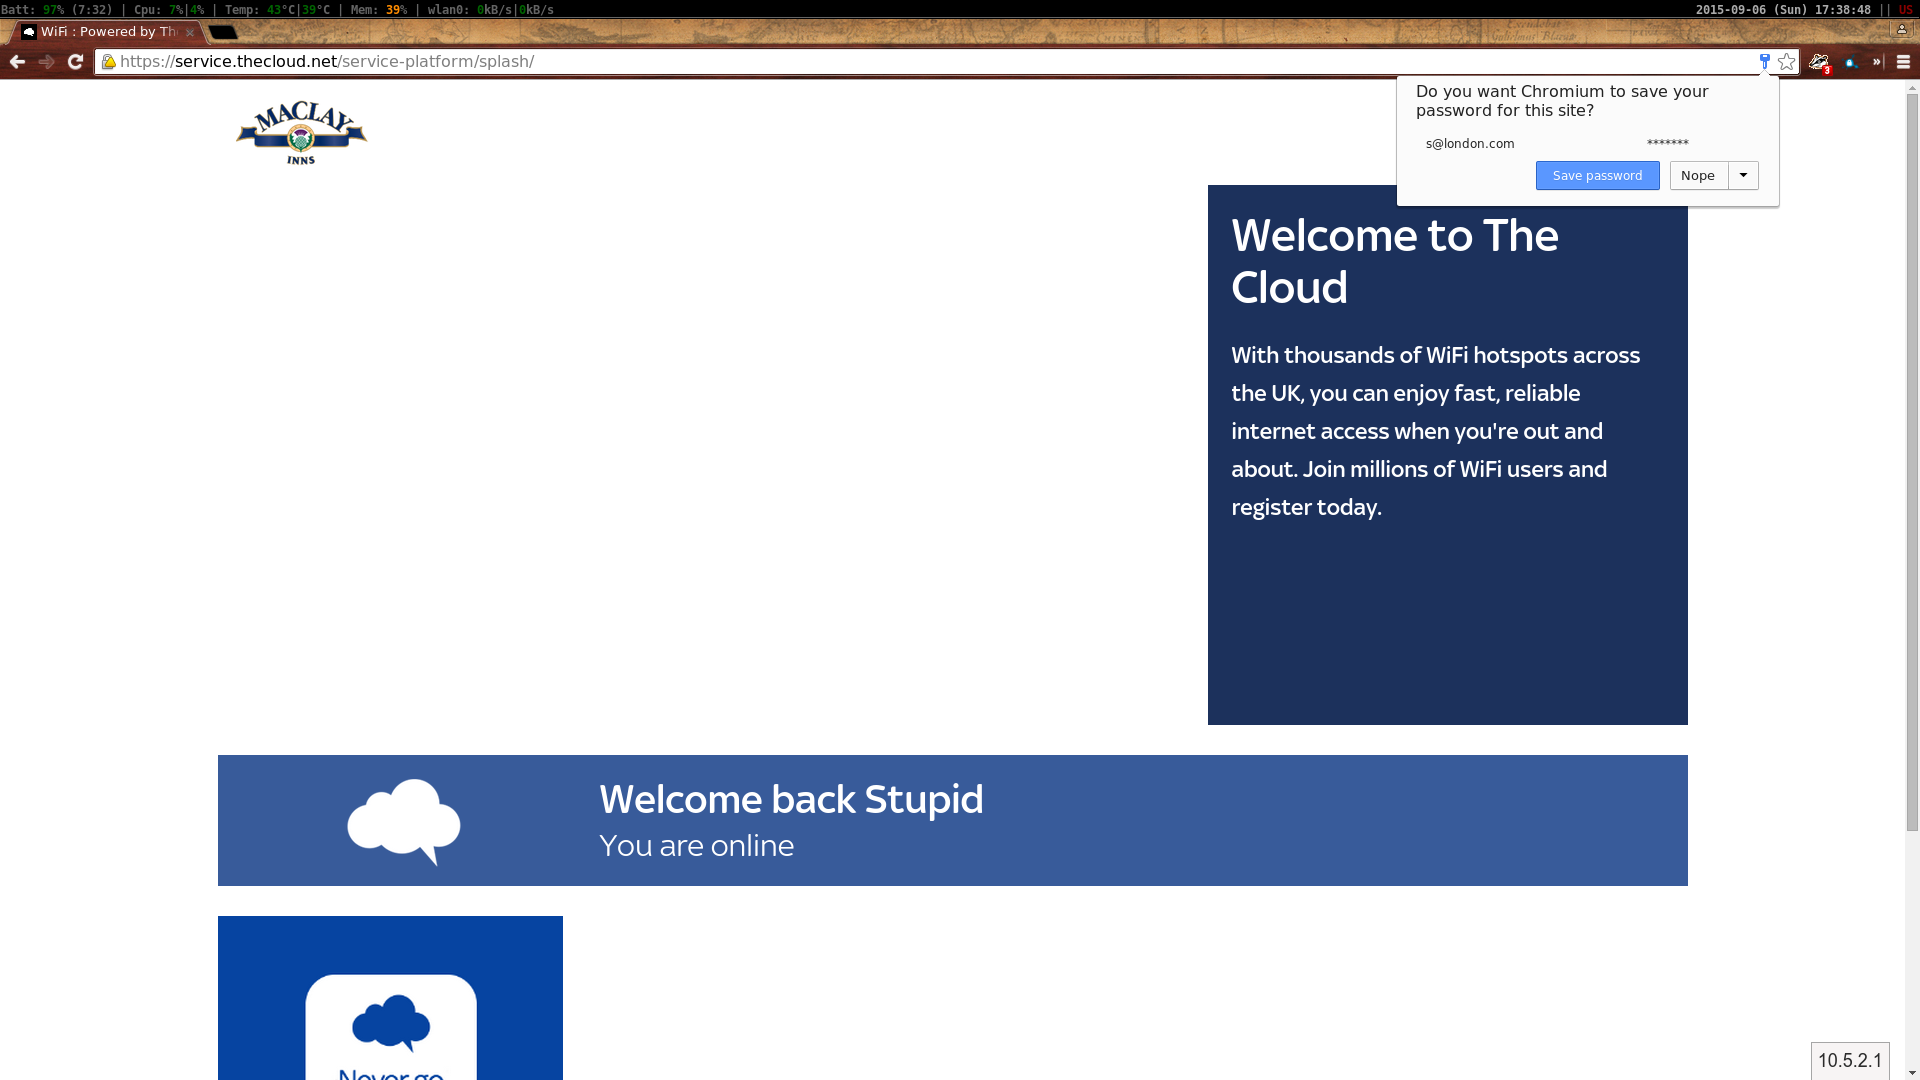 Batt: 97% (7:32) | Cpu: 7%|4% | Temp: 43°C|39°C | Mem: 39% | wlan0: 0kB/s|0kB/s
2015-09-06 (Sun) 17:38:48 || US
WiFi : Powered by Th
https://service.thecloud.net/service-platform/splash/
3
»
Do you want Chromium to save your
password for this site?
s@london.com *******
Save password
Nope
MACLAY
INNS
Welcome to The
Cloud
With thousands of WiFi hotspots across
the UK, you can enjoy fast, reliable
internet access when you're out and
about. Join millions of WiFi users and
register today.
Welcome back Stupid
You are online
Never go
10.5.2.1